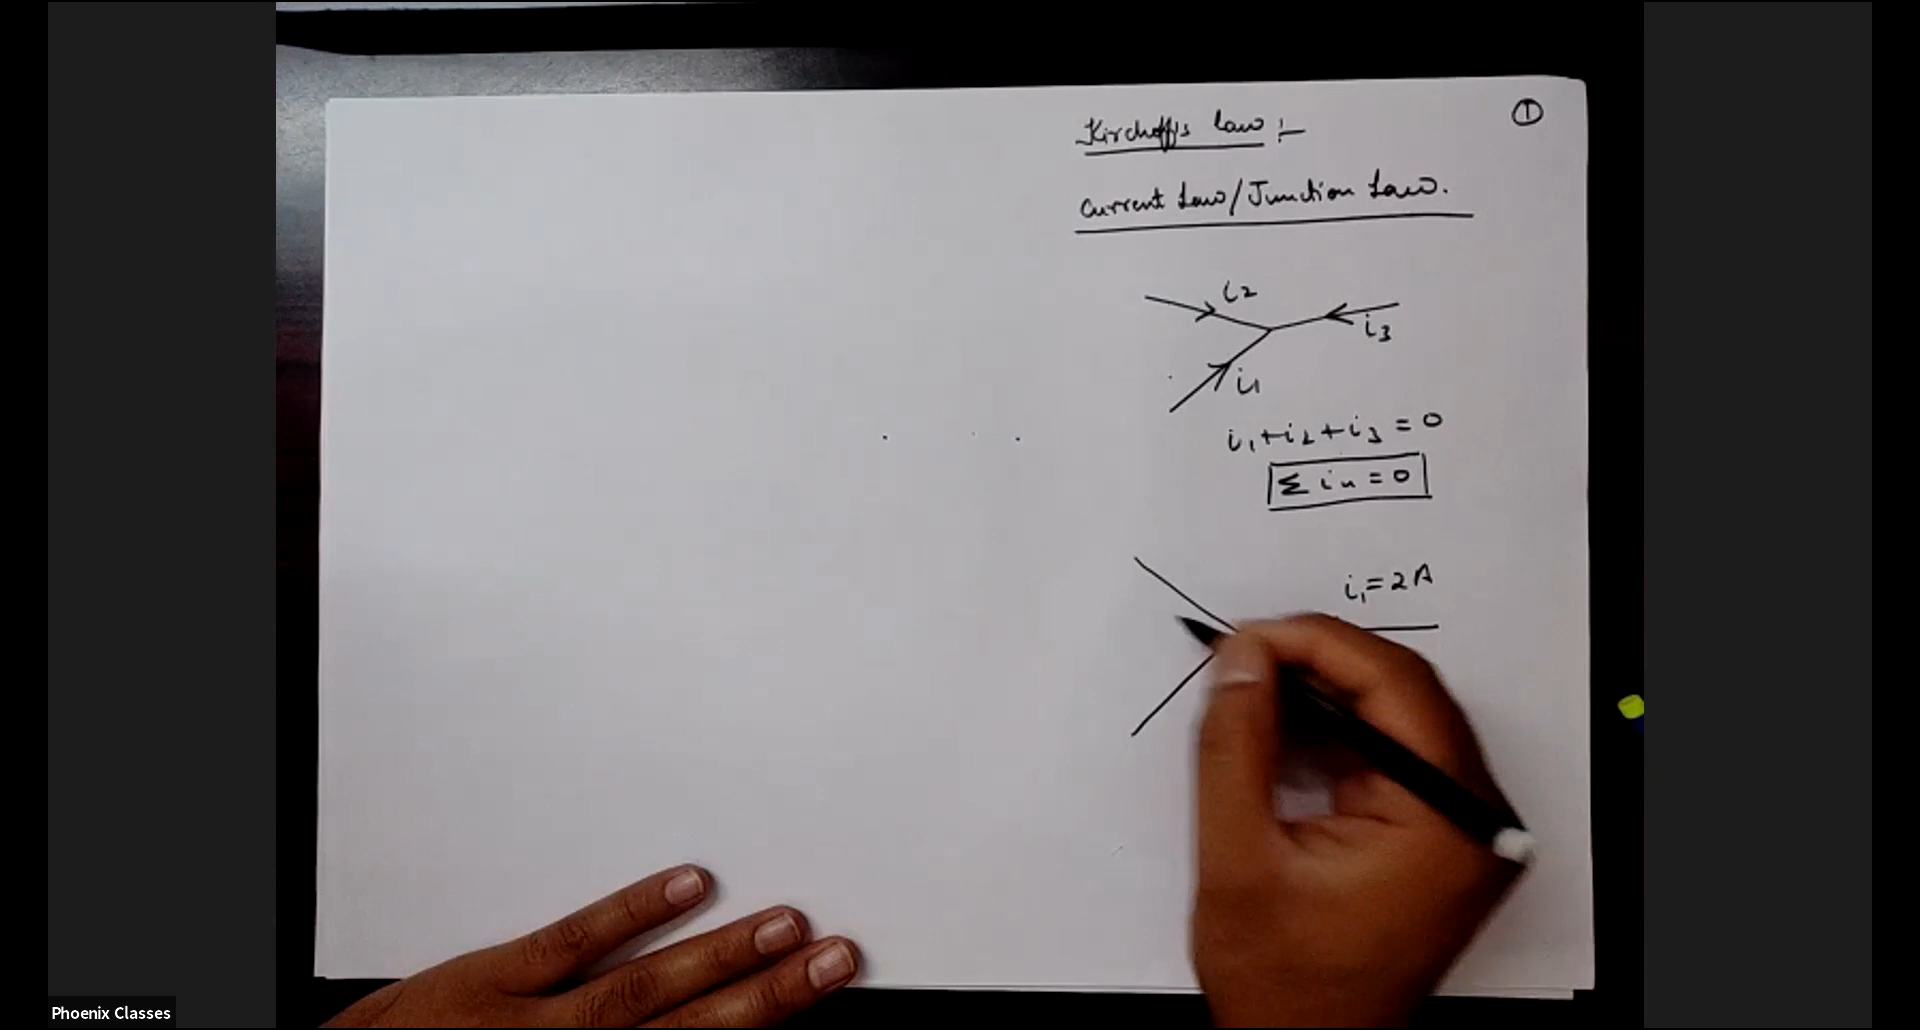 ①
Kirchoff's law :-
Current Law/Junction Law.
i₂
i₃
i₁
i₁+i₂+i₃ = 0
Σ in = 0
i₁ = 2A
Phoenix Classes